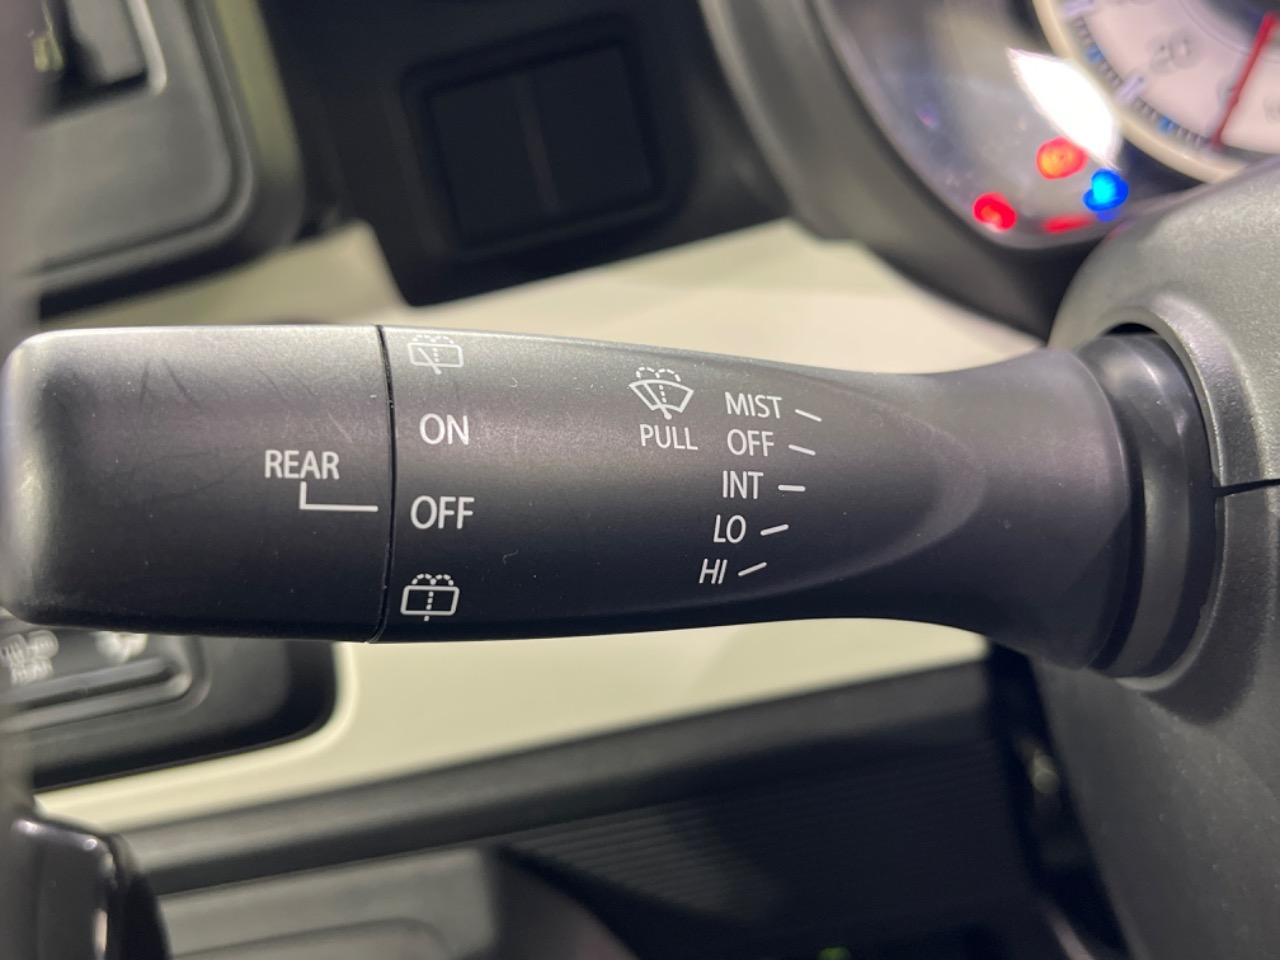 ON
REAR
OFF
PULL
MIST
OFF
INT
LO
HI